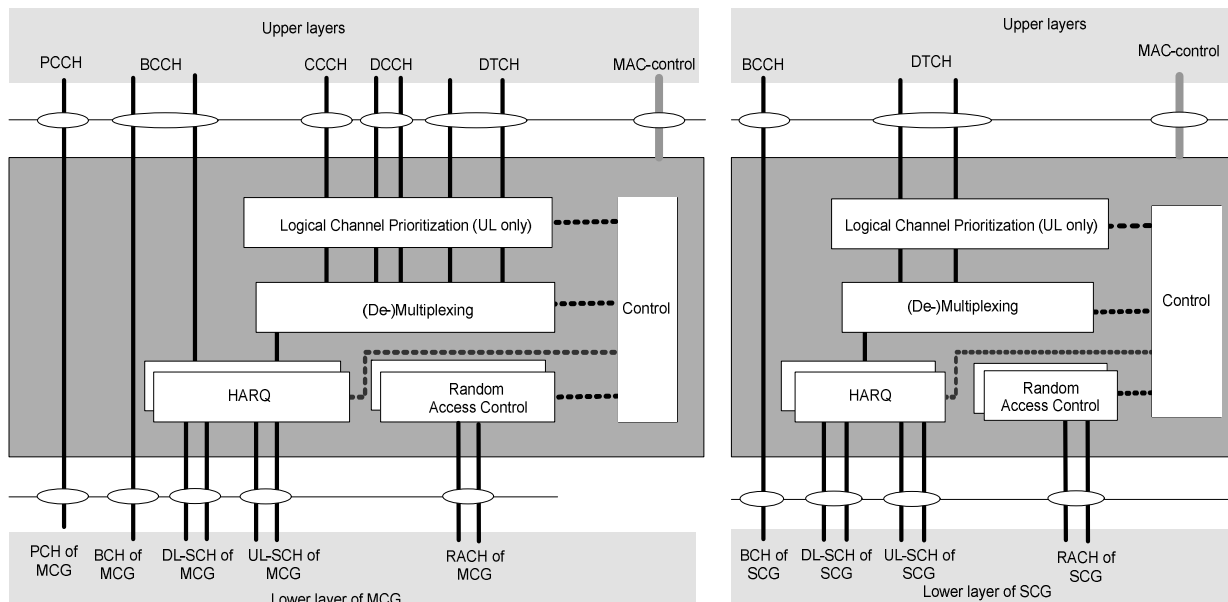 Upper layers
PCCH BCCH CCCH DCCH DTCH MAC-control
Logical Channel Prioritization (UL only)
(De-)Multiplexing
Control
HARQ
Random
Access Control
PCH of
MCG
BCH of
MCG
DL-SCH of
MCG
UL-SCH of
MCG
RACH of
MCG
Lower layer of MCG
Upper layers
BCCH DTCH MAC-control
Logical Channel Prioritization (UL only)
(De-)Multiplexing
Control
HARQ
Random
Access Control
BCH of
SCG
DL-SCH of
SCG
UL-SCH of
SCG
RACH of
SCG
Lower layer of SCG